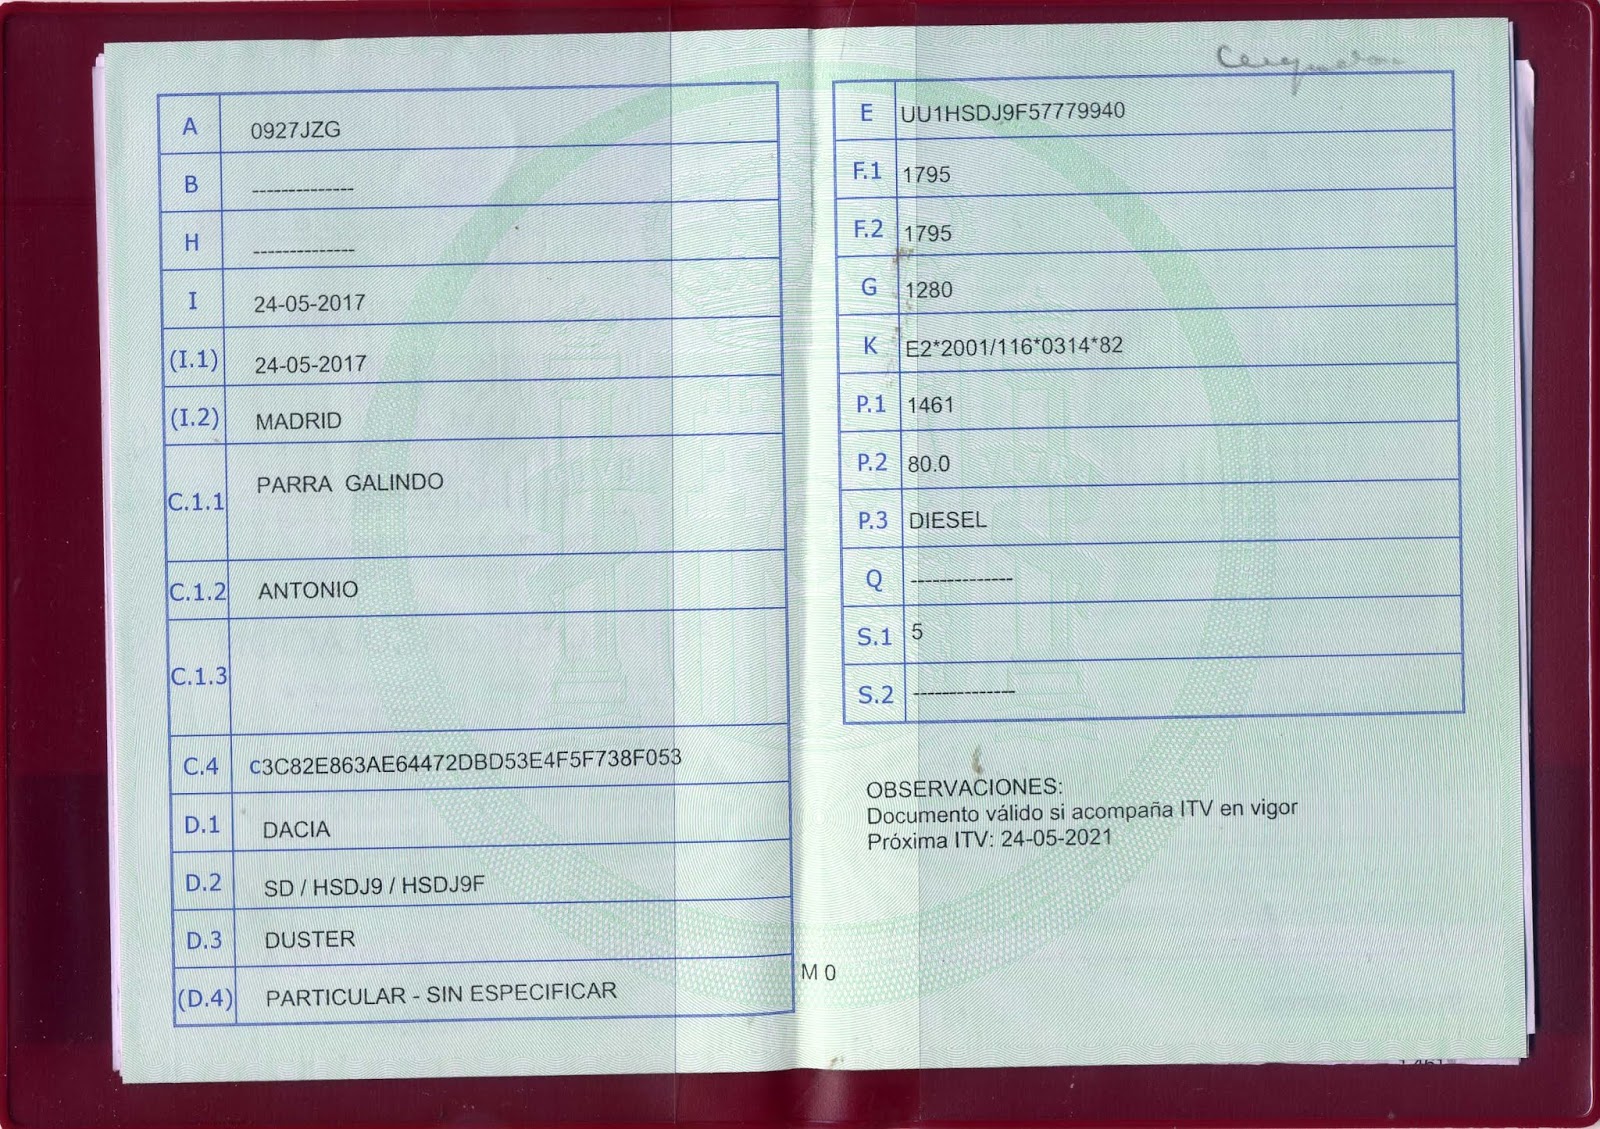 A 0927JZG
B --------------
H --------------
I 24-05-2017
(I.1) 24-05-2017
(I.2) MADRID
C.1.1 PARRA GALINDO
C.1.2 ANTONIO
C.1.3
C.4 c3C82E863AE64472DBD53E4F5F738F053
D.1 DACIA
D.2 SD / HSDJ9 / HSDJ9F
D.3 DUSTER
(D.4) PARTICULAR - SIN ESPECIFICAR
M 0
E UU1HSDJ9F57779940
F.1 1795
F.2 1795
G 1280
K E2*2001/116*0314*82
P.1 1461
P.2 80.0
P.3 DIESEL
Q --------------
S.1 5
S.2 --------------
OBSERVACIONES:
Documento válido si acompaña ITV en vigor
Próxima ITV: 24-05-2021